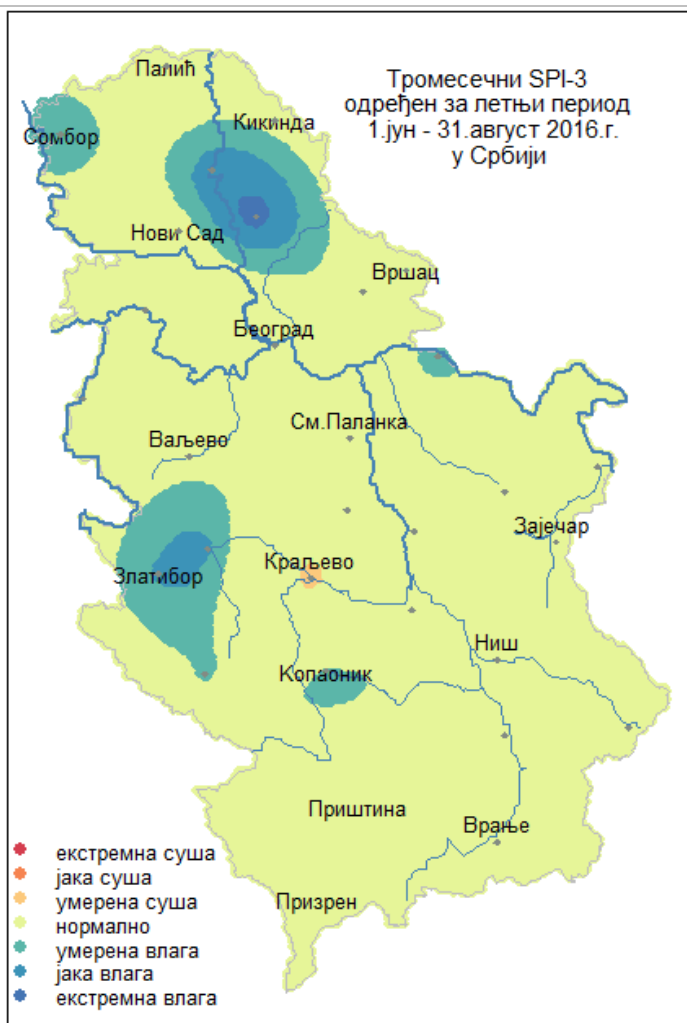 Тромесечни SPI-3
одређен за летњи период
1.јун - 31.август 2016.г.
у Србији
Палић
Кикинда
Сомбор
Нови Сад
Вршац
Београд
См.Паланка
Ваљево
Зајечар
Краљево
Златибор
Ниш
Копаоник
Приштина
Врање
Призрен
екстремна суша
јака суша
умерена суша
нормално
умерена влага
јака влага
екстремна влага